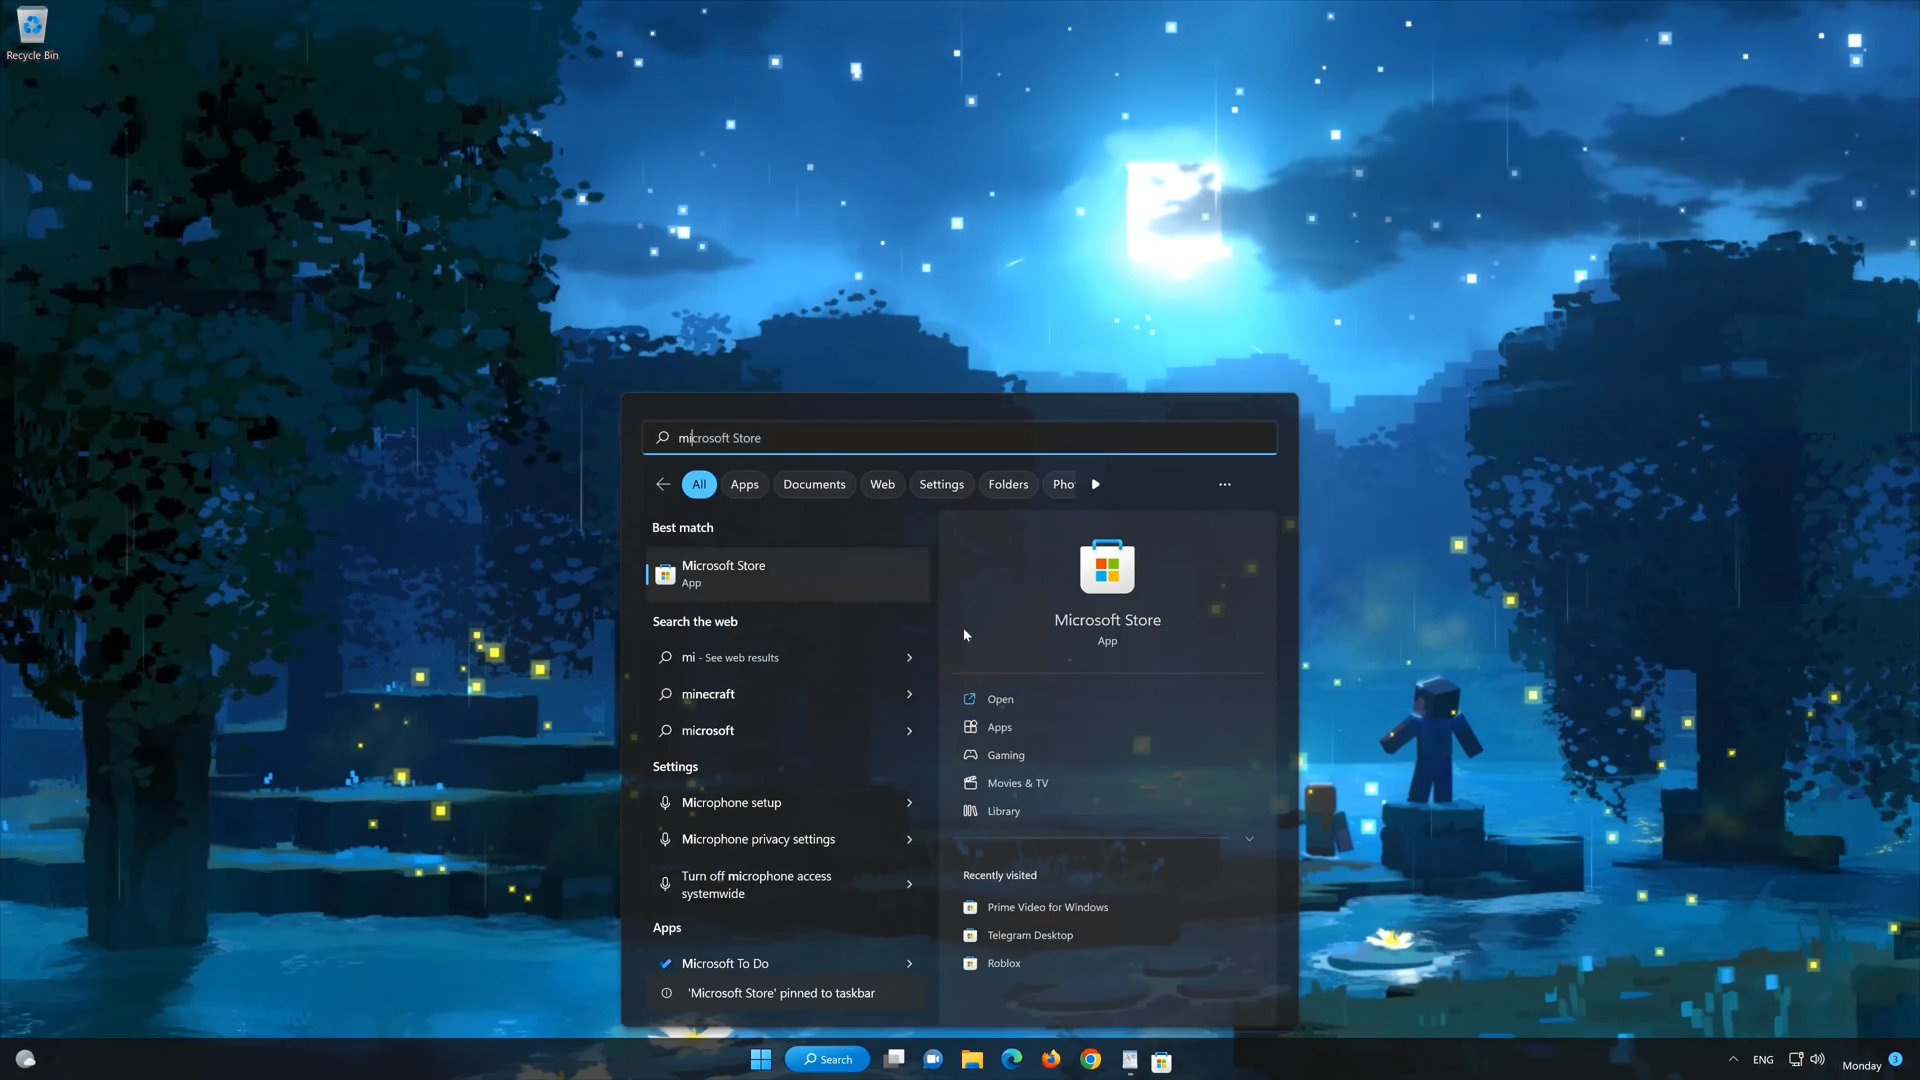 Recycle Bin
microsoft Store
All Apps Documents Web Settings Folders Pho
Best match
Microsoft Store
App
Search the web
mi - See web results
minecraft
microsoft
Settings
Microphone setup
Microphone privacy settings
Turn off microphone access
systemwide
Apps
Microsoft To Do
'Microsoft Store' pinned to taskbar
Microsoft Store
App
Open
Apps
Gaming
Movies & TV
Library
Recently visited
Prime Video for Windows
Telegram Desktop
Roblox
Search
ENG
Monday 3